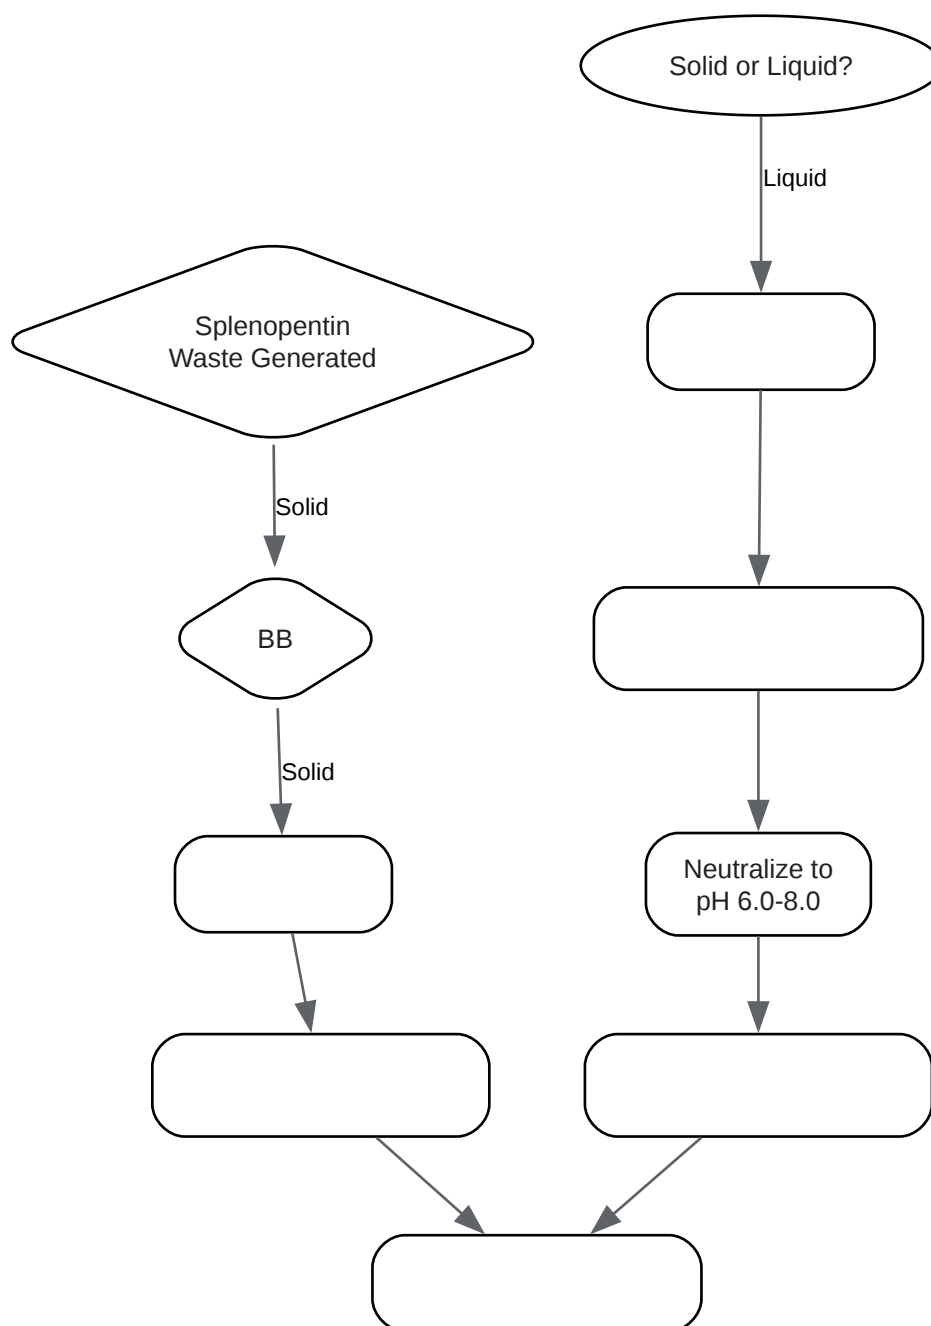 Solid or Liquid?
Liquid
Splenopentin
Waste Generated
Solid
BB
Solid
Neutralize to
pH 6.0-8.0